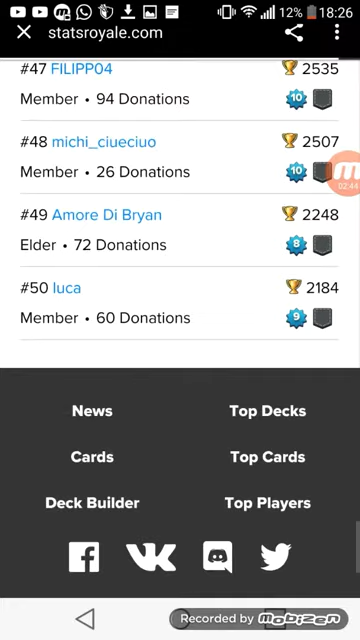 12% 18:26
statsroyale.com
#47 FILIPP04 2535
Member • 94 Donations 10
#48 michi_ciueciuo 2507
Member • 26 Donations 10
02:44
#49 Amore Di Bryan 2248
Elder • 72 Donations 8
#50 luca 2184
Member • 60 Donations 9
News Top Decks
Cards Top Cards
Deck Builder Top Players
Recorded by mobizen